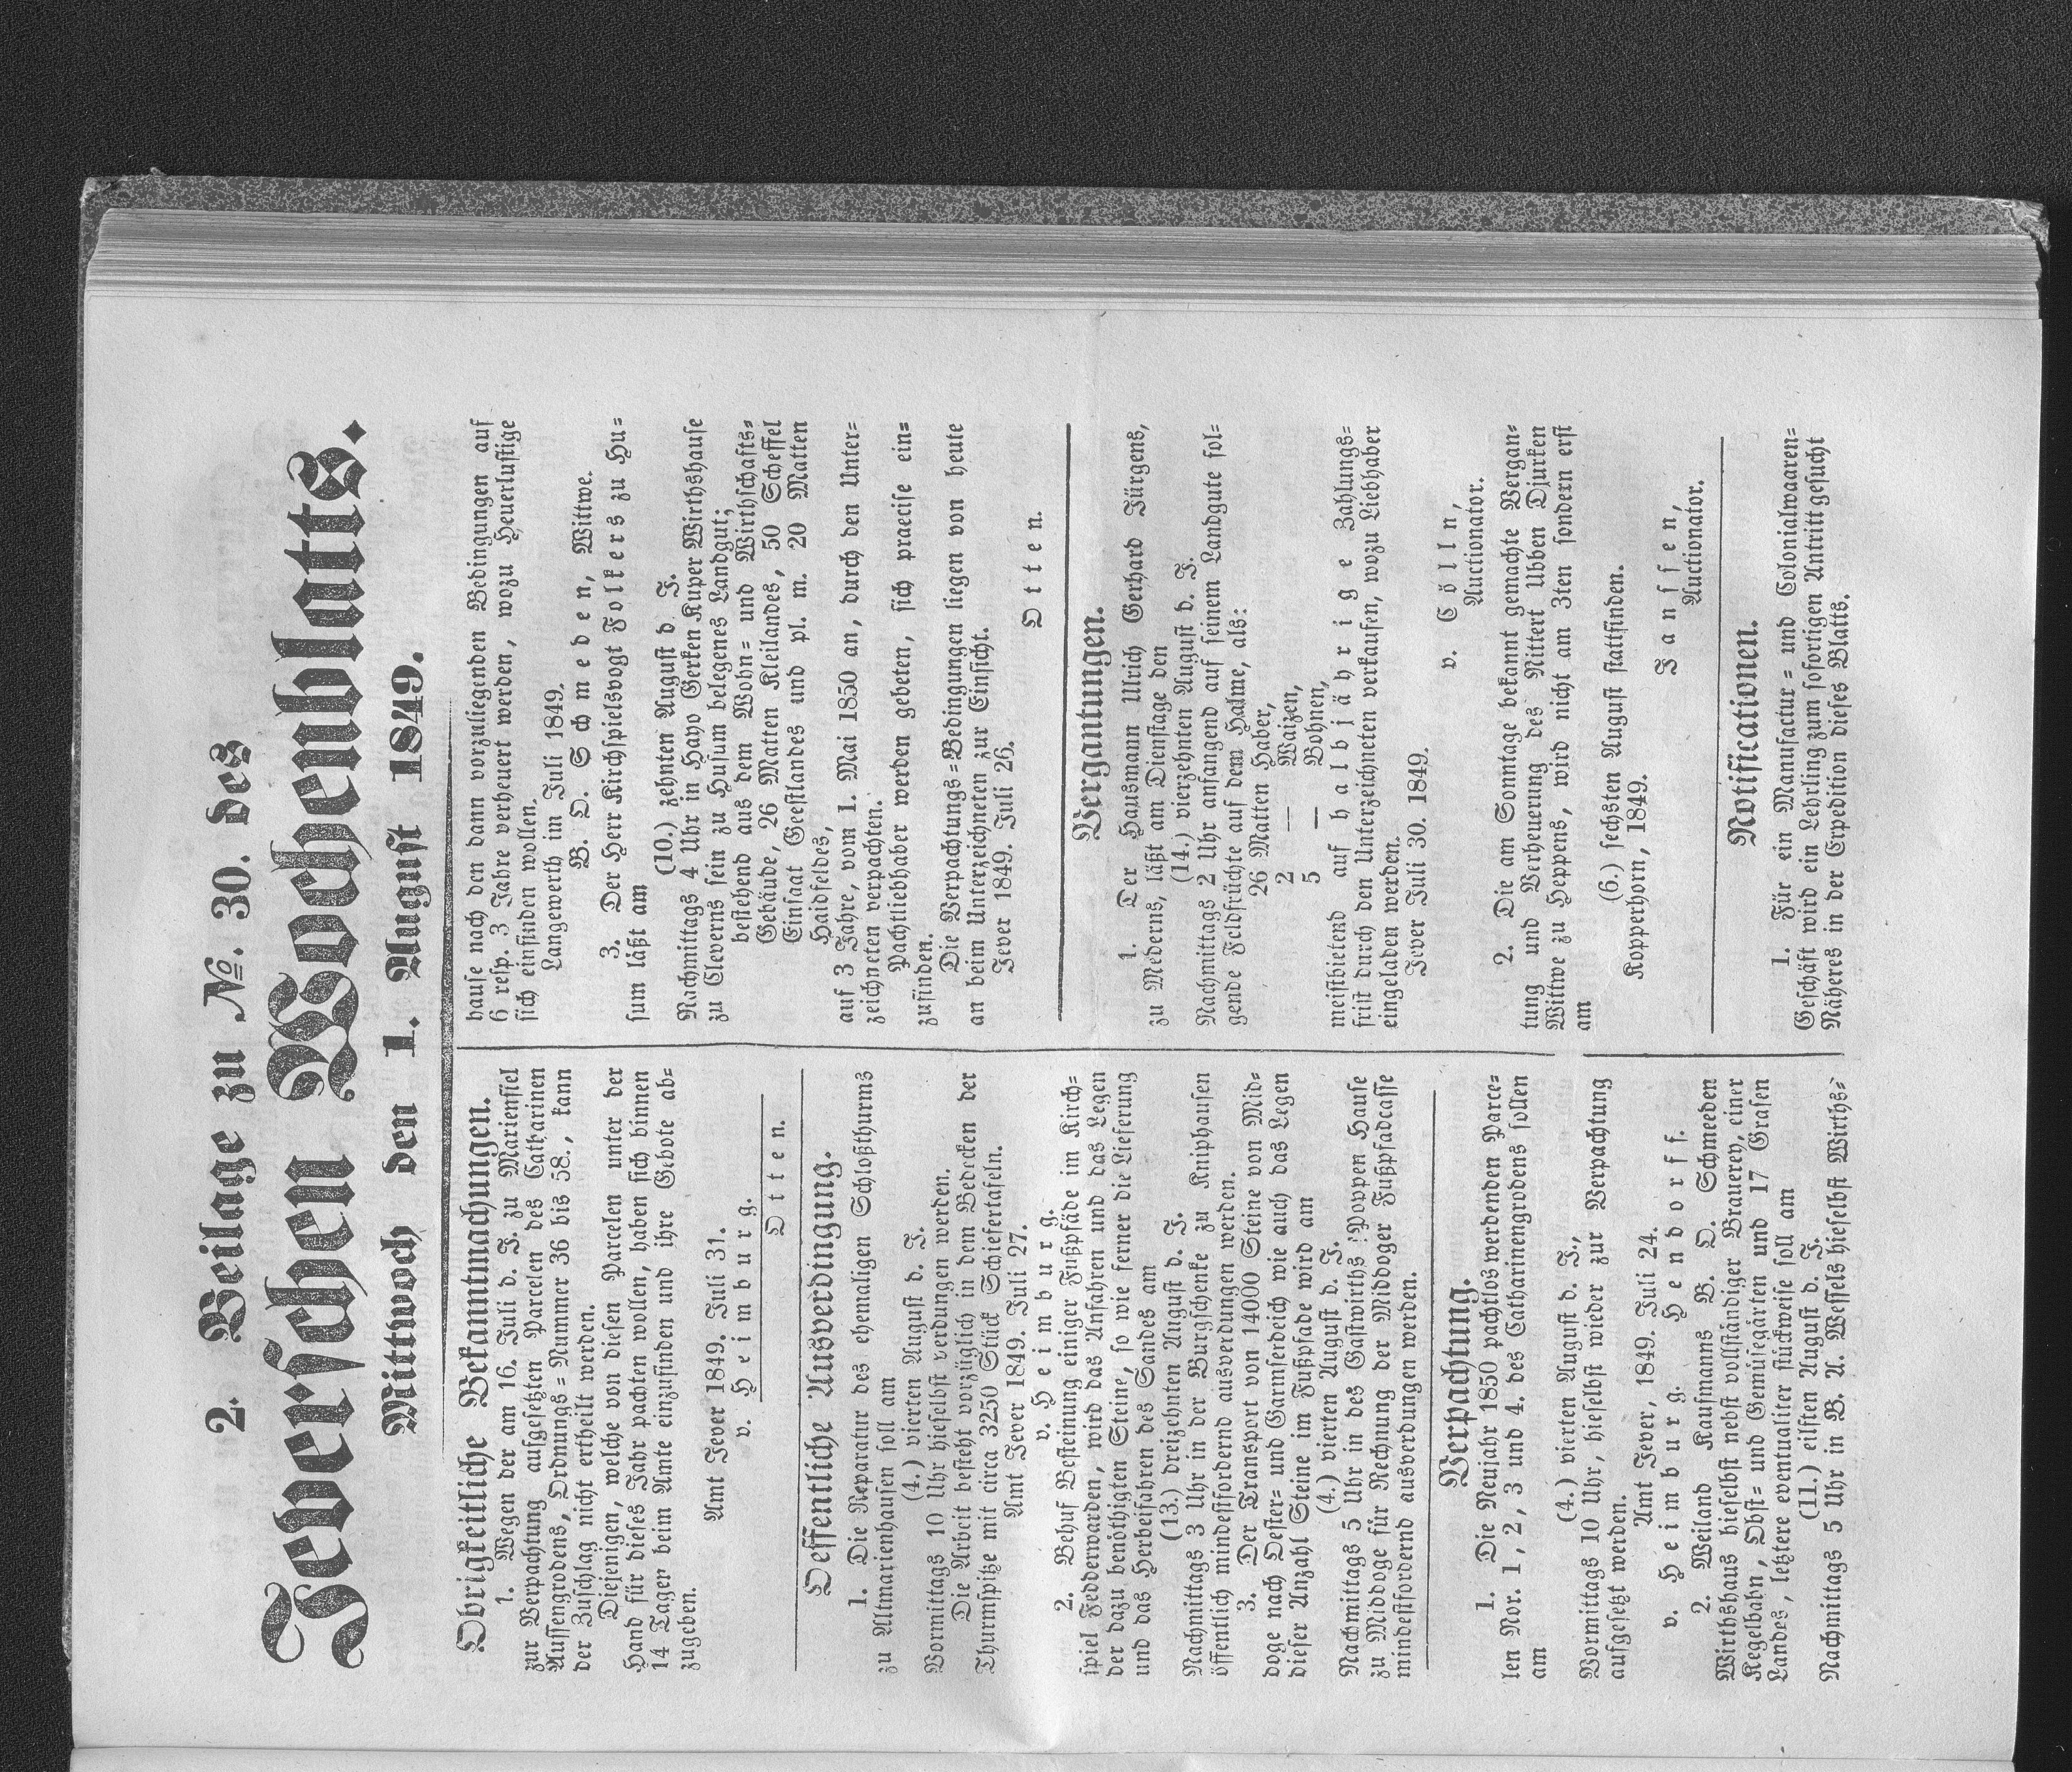 2. Beilage zu No. 30. des
Jeverschen Wochenblatts.
Mittwoch den 1. August 1849.
Obrigkeitliche Bekanntmachungen.
1. Wegen der am 16. Juli d. J. zu Mariensiel
zur Verpachtung aufgesetzten Parcelen des Catharinen
Aussengrodens, Ordnungs=Nummer 36 bis 58., kann
der Zuschlag nicht ertheilt werden.
Diejenigen, welche von diesen Parcelen unter der
Hand für dieses Jahr pachten wollen, haben sich binnen
14 Tagen beim Amte einzufinden und ihre Gebote ab=
zugeben.
Amt Jever 1849. Juli 31.
v. Heimburg.
Otten.
Oeffentliche Ausverdingung.
1. Die Reparatur des ehemaligen Schloßthurms
zu Altmarienhausen soll am
(4.) vierten August d. J.
Vormittags 10 Uhr hieselbst verdungen werden.
Die Arbeit besteht vorzüglich in dem Bedecken der
Thurmspitze mit circa 3250 Stück Schiefertafeln.
Amt Jever 1849. Juli 27.
v. Heimburg.
2. Behuf Besteinung einiger Fußpfäde im Kirch=
spiel Fedderwarden, wird das Anfahren und das Legen
der dazu benöthigten Steine, so wie ferner die Lieferung
und das Herbeifahren des Sandes am
(13.) dreizehnten August d. J.
Nachmittags 3 Uhr in der Burgschenke zu Kniphausen
öffentlich mindestfordernd ausverdungen werden.
3. Der Transport von 14000 Steine von Mid=
doge nach Oester= und Garmserdeich wie auch das Legen
dieser Anzahl Steine im Fußpfade wird am
(4.) vierten August d. J.
Nachmittags 5 Uhr in des Gastwirths Poppen Hause
zu Middoge für Rechnung der Middoger Fußpfadcasse
mindestfordernd ausverdungen werden.
Verpachtung.
1. Die Neujahr 1850 pachtlos werdenden Parce=
len Nor. 1, 2, 3 und 4. des Catharinengrodens sollen
am
(4.) vierten August d. J.,
Vormittags 10 Uhr, hieselbst wieder zur Verpachtung
aufgesetzt werden.
Amt Jever, 1849. Juli 24.
v. Heimburg. Hendorff.
2. Weiland Kaufmanns B. D. Schmeeden
Wirthshaus hieselbst nebst vollständiger Brauerey, einer
Kegelbahn, Obst= und Gemüsegärten und 17 Grasen
Landes, letztere eventualiter stückweise soll am
(11.) eilften August d. J.
Nachmittags 5 Uhr in B. A. Wessels hieselbst Wirths=
hause nach den dann vorzuliegenden Bedingungen auf
6 resp. 3 Jahre verheuert werden, wozu Heuerlustige
sich einfinden wollen.
Langewerth im Juli 1849.
B. D. Schmeden, Wittwe.
3. Der Herr Kirchspielsvogt Folkers zu Hu=
sum läßt am
(10.) zehnten August d. J.
Nachmittags 4 Uhr in Hayo Gerken Kuper Wirthshause
zu Cleverns sein zu Husum belegenes Landgut;
bestehend aus dem Wohn= und Wirthschafts=
Gebäude, 26 Matten Kleilandes, 50 Scheffel
Einsaat Geestlandes und pl. m. 20 Matten
Haidfeldes,
auf 3 Jahre, vom 1. Mai 1850 an, durch den Unter=
zeichneten verpachten.
Pachtliebhaber werden gebeten, sich praecise ein=
zufinden.
Die Verpachtungs=Bedingungen liegen von heute
an beim Unterzeichneten zur Einsicht.
Jever 1849. Juli 26.
Otten.
Vergantungen.
1. Der Hausmann Ulrich Gerhard Jürgens,
zu Mederns, läßt am Dienstage den
(14.) vierzehnten August d. J.
Nachmittags 2 Uhr anfangend auf seinem Landgute fol=
gende Feldfrüchte auf dem Halme, als:
26 Matten Haber,
2 — Waizen,
5 — Bohnen,
meistbietend auf halbjährige Zahlungs=
frist durch den Unterzeichneten verkaufen, wozu Liebhaber
eingeladen werden.
Jever Juli 30. 1849.
v. Cölln,
Auctionator.
2. Die am Sonntage bekannt gemachte Vergan=
tung und Verheuerung des Rittert Ubben Djurken
Wittwe zu Heppens, wird nicht am 3ten sondern erst
am
(6.) sechsten August stattfinden.
Kopperhorn, 1849.
Janssen,
Auctionator.
Notificationen.
1. Für ein Manufactur= und Colonialwaaren=
Geschäft wird ein Lehrling zum sofortigen Antritt gesucht
Näheres in der Expedition dieses Blatts.